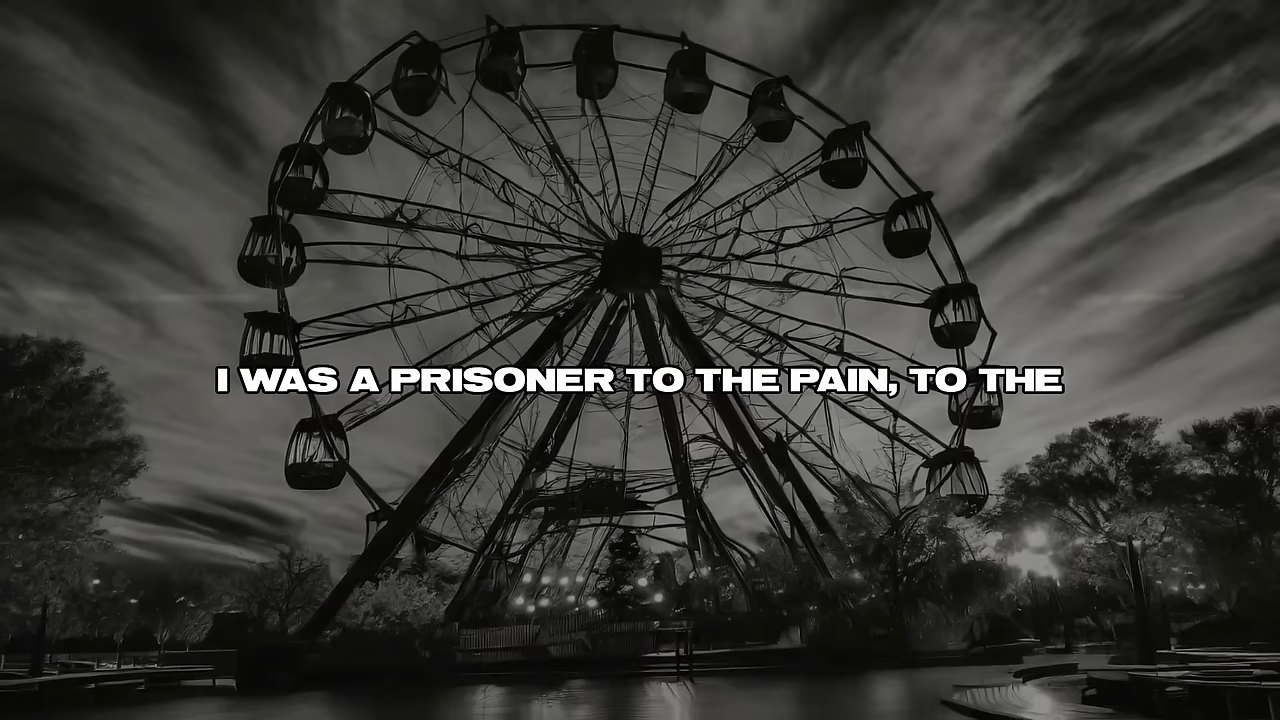 I WAS A PRISONER TO THE PAIN, TO THE